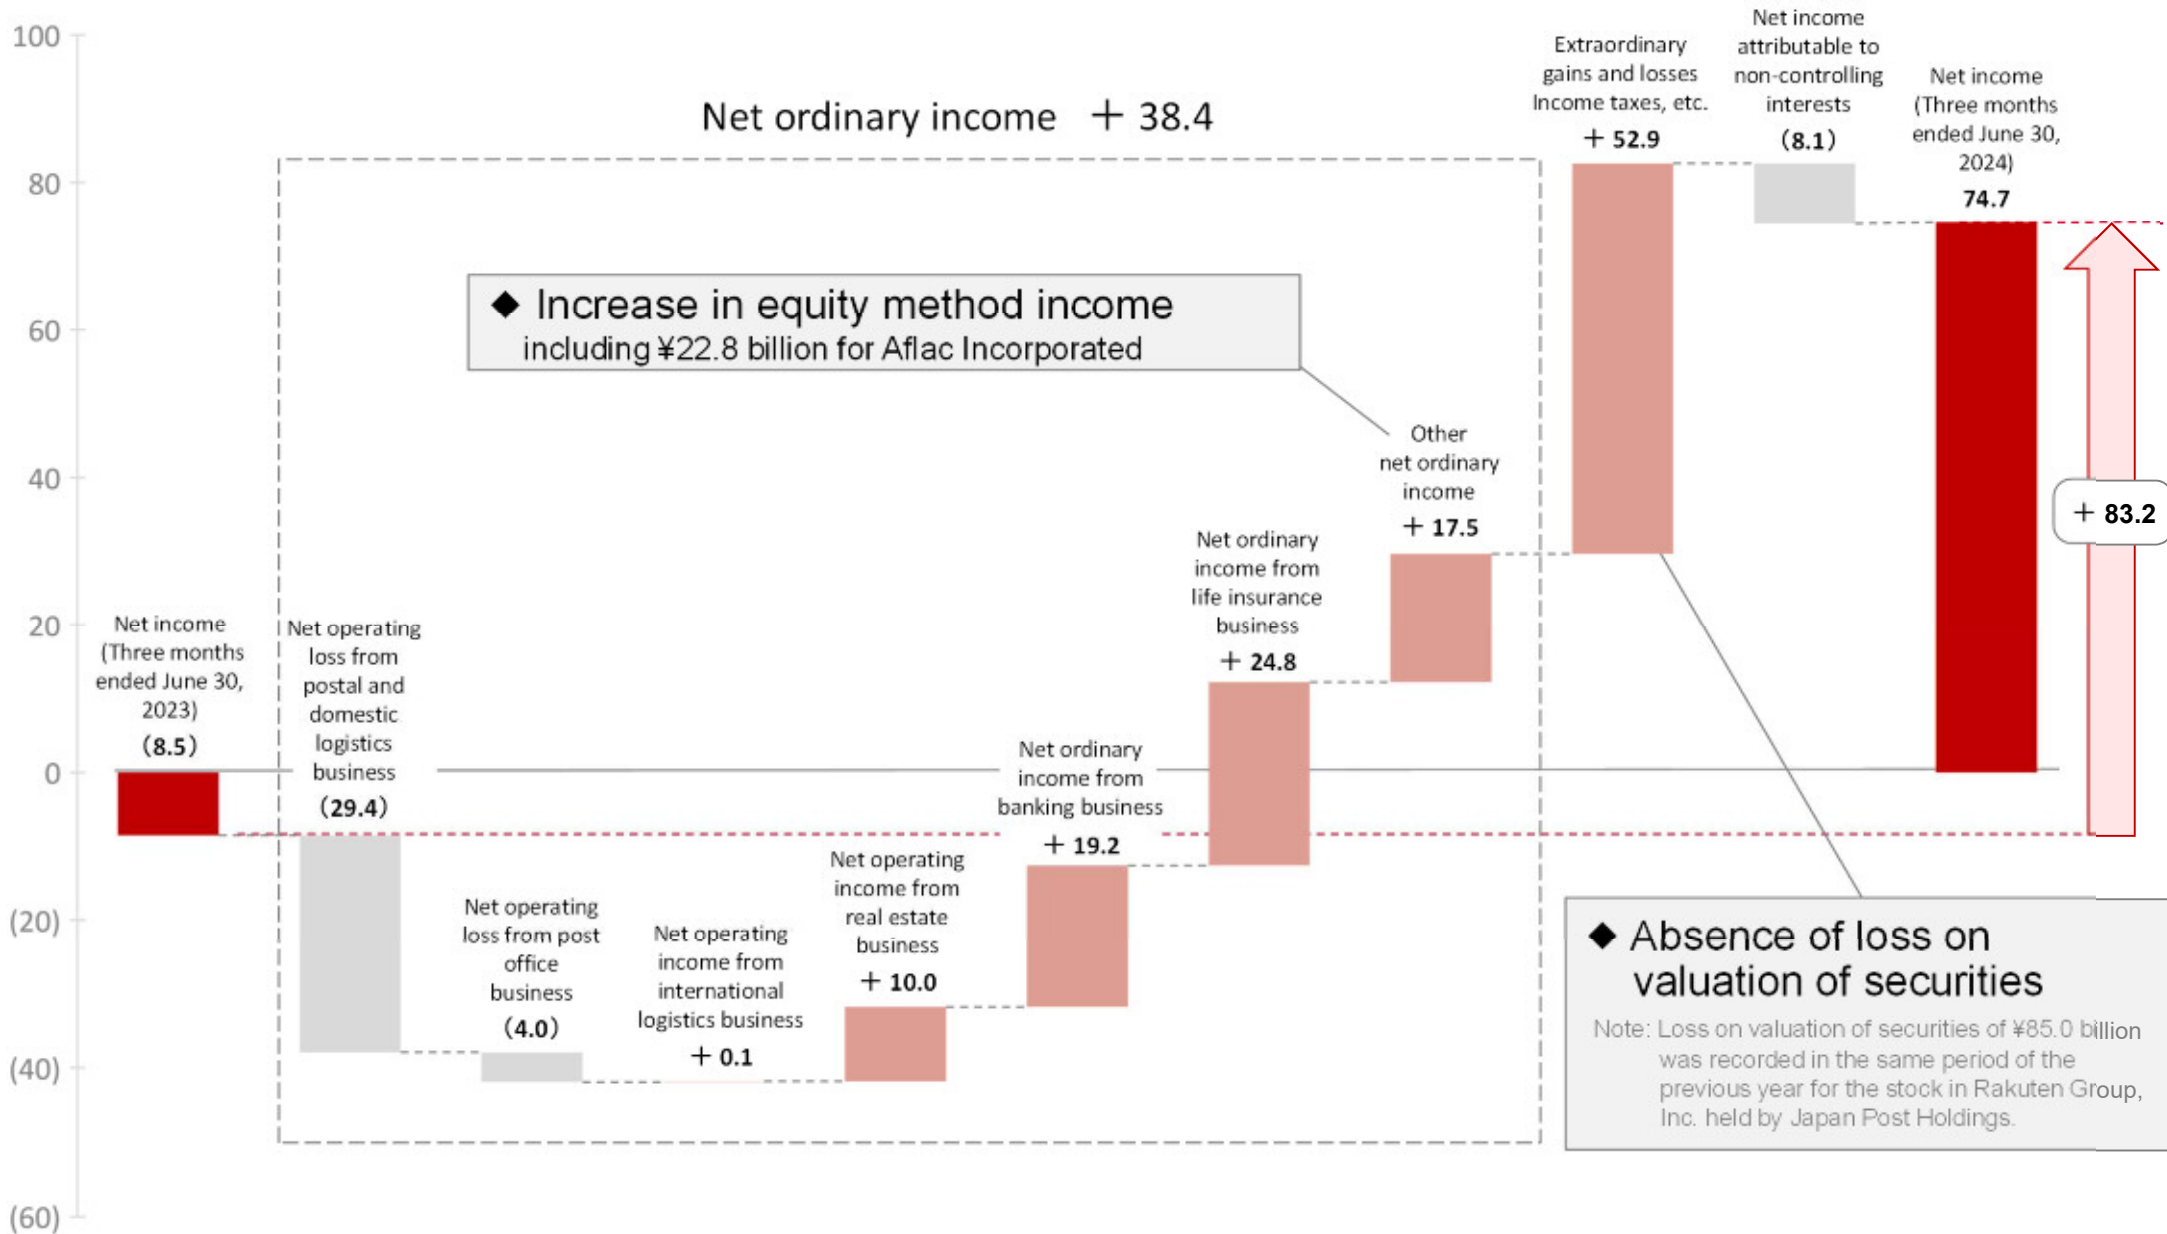 100
80
60
40
20
0
(20)
(40)
(60)
Net ordinary income + 38.4
◆ Increase in equity method income
including ¥22.8 billion for Aflac Incorporated
Net income
(Three months
ended June 30,
2023)
(8.5)
Net operating
loss from
postal and
domestic
logistics
business
(29.4)
Net operating
loss from post
office
business
(4.0)
Net operating
income from
international
logistics business
+ 0.1
Net operating
income from
real estate
business
+ 10.0
Net ordinary
income from
banking business
+ 19.2
Net ordinary
income from
life insurance
business
+ 24.8
Other
net ordinary
income
+ 17.5
Extraordinary
gains and losses
Income taxes, etc.
+ 52.9
Net income
attributable to
non-controlling
interests
(8.1)
Net income
(Three months
ended June 30,
2024)
74.7
+ 83.2
◆ Absence of loss on
valuation of securities
Note: Loss on valuation of securities of ¥85.0 billion
was recorded in the same period of the
previous year for the stock in Rakuten Group,
Inc. held by Japan Post Holdings.